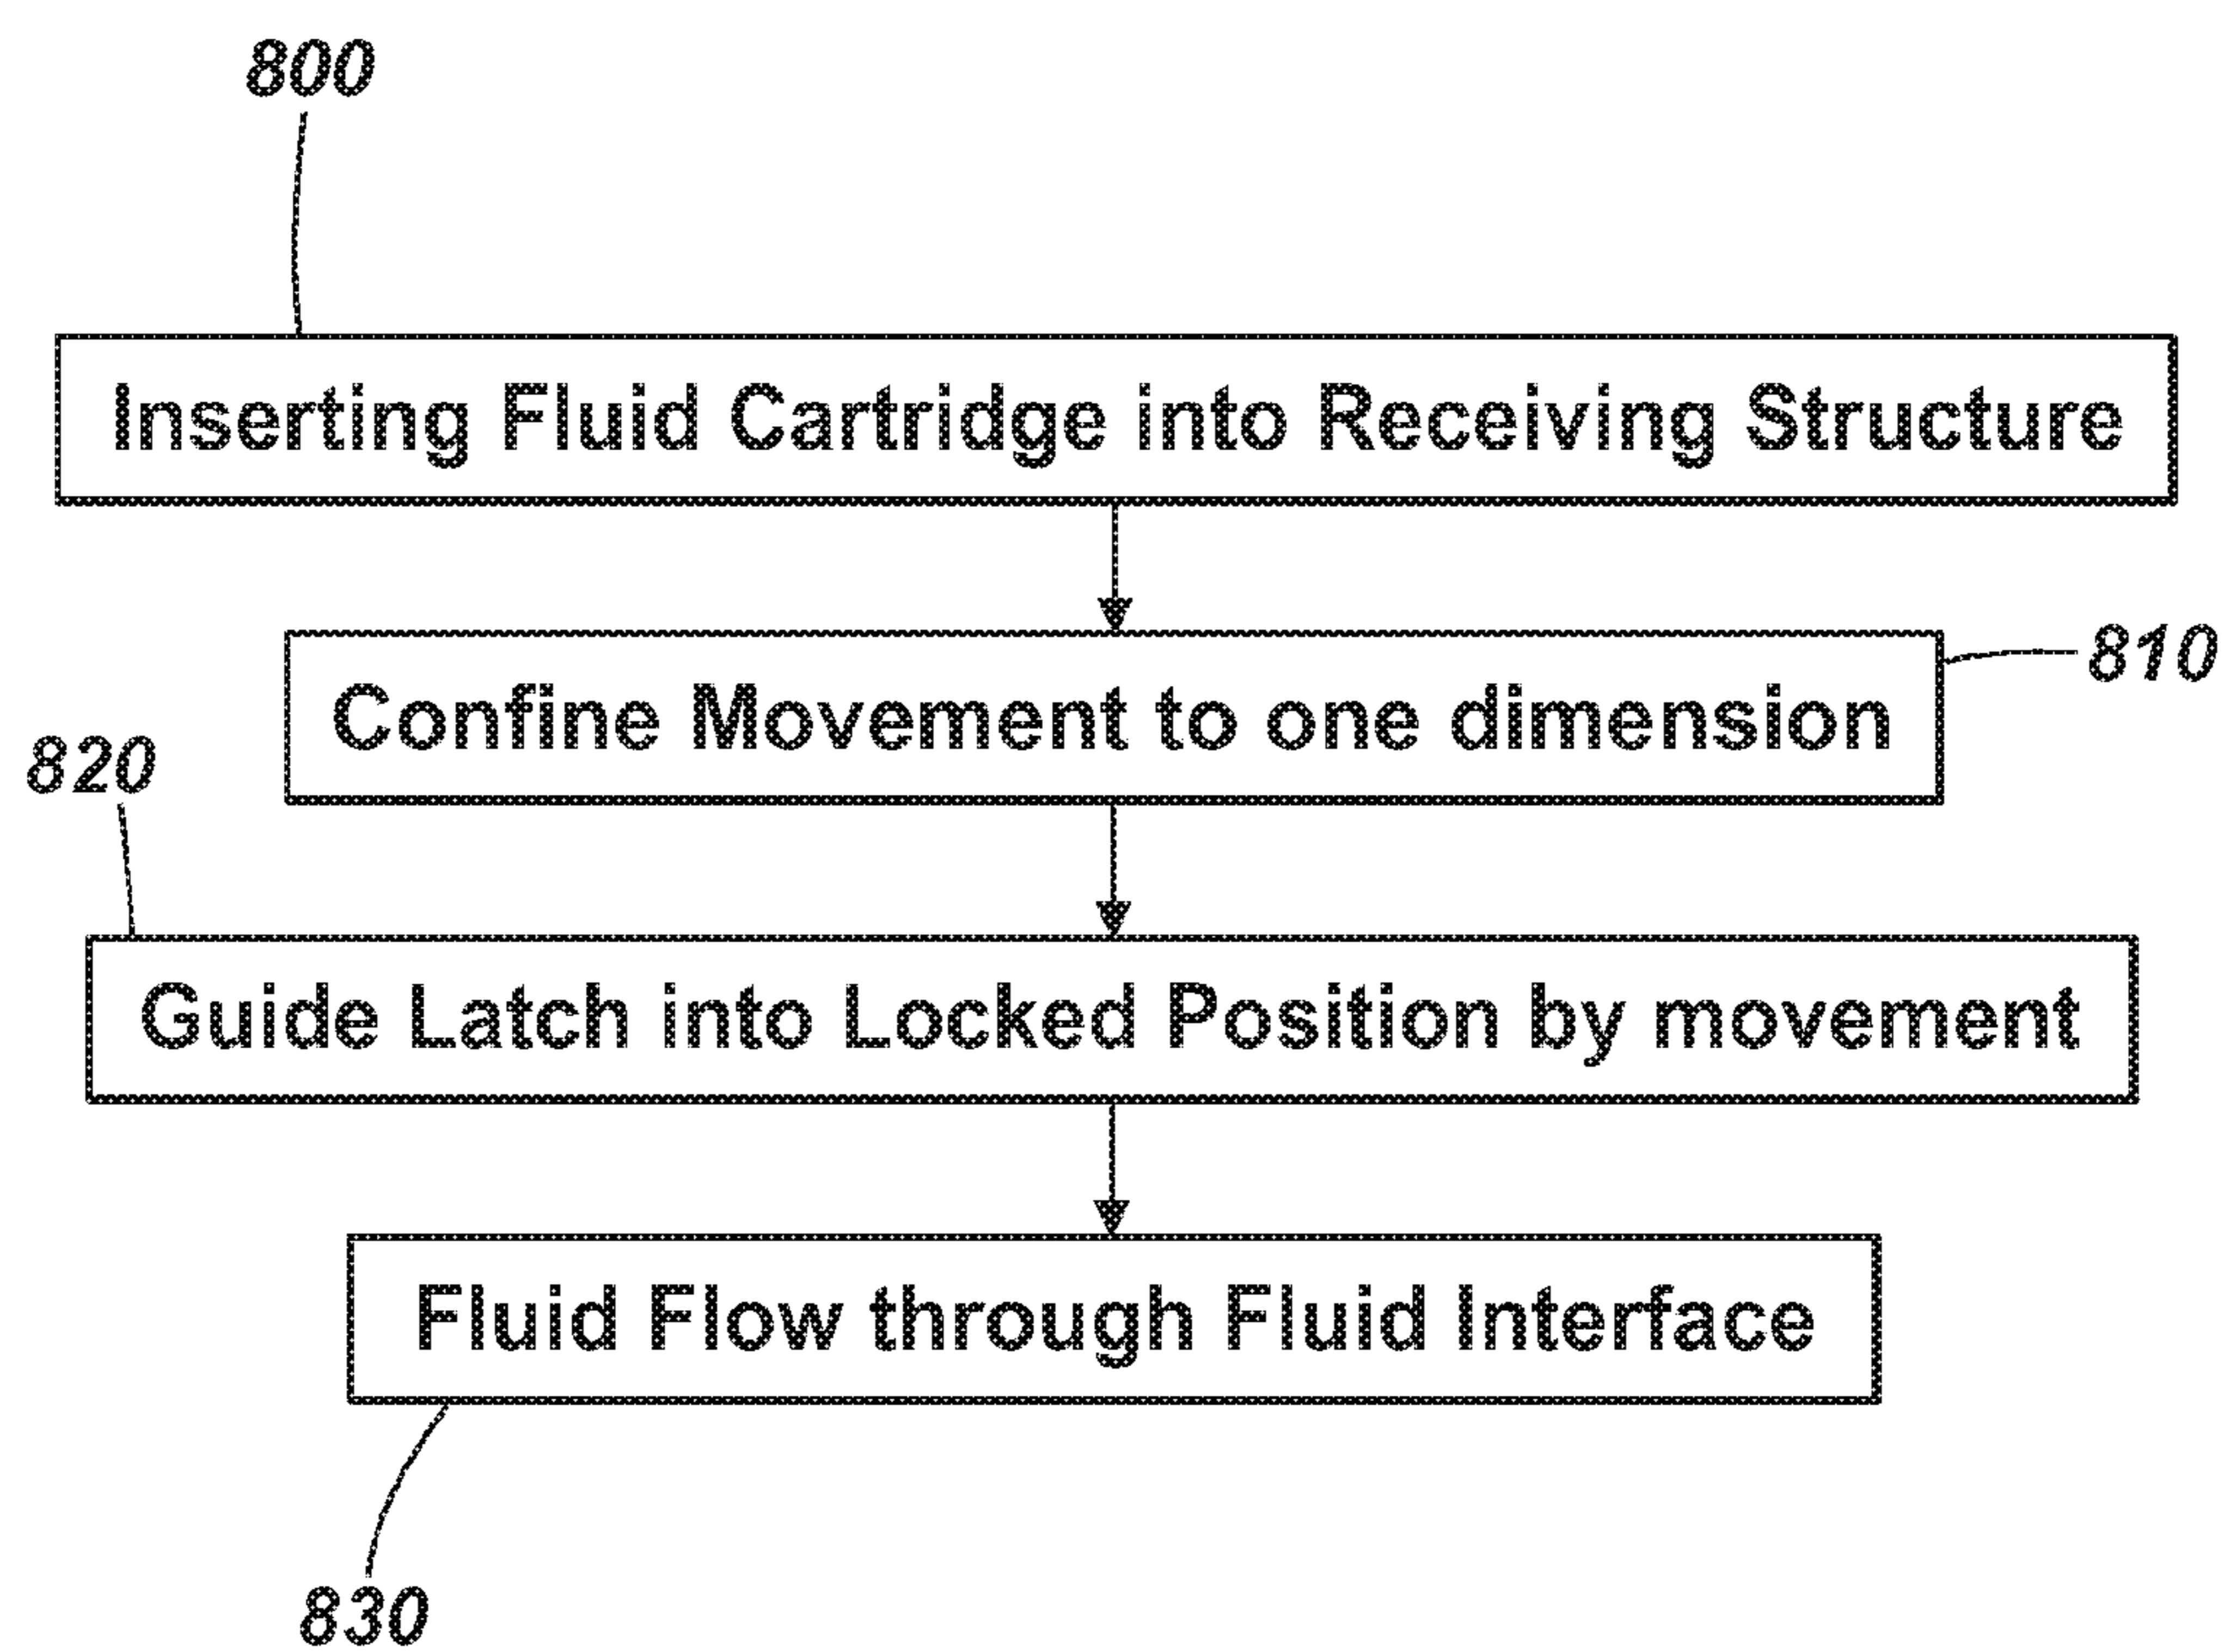 800
Inserting Fluid Cartridge into Receiving Structure
Confine Movement to one dimension
810
820
Guide Latch into Locked Position by movement
Fluid Flow through Fluid Interface
830